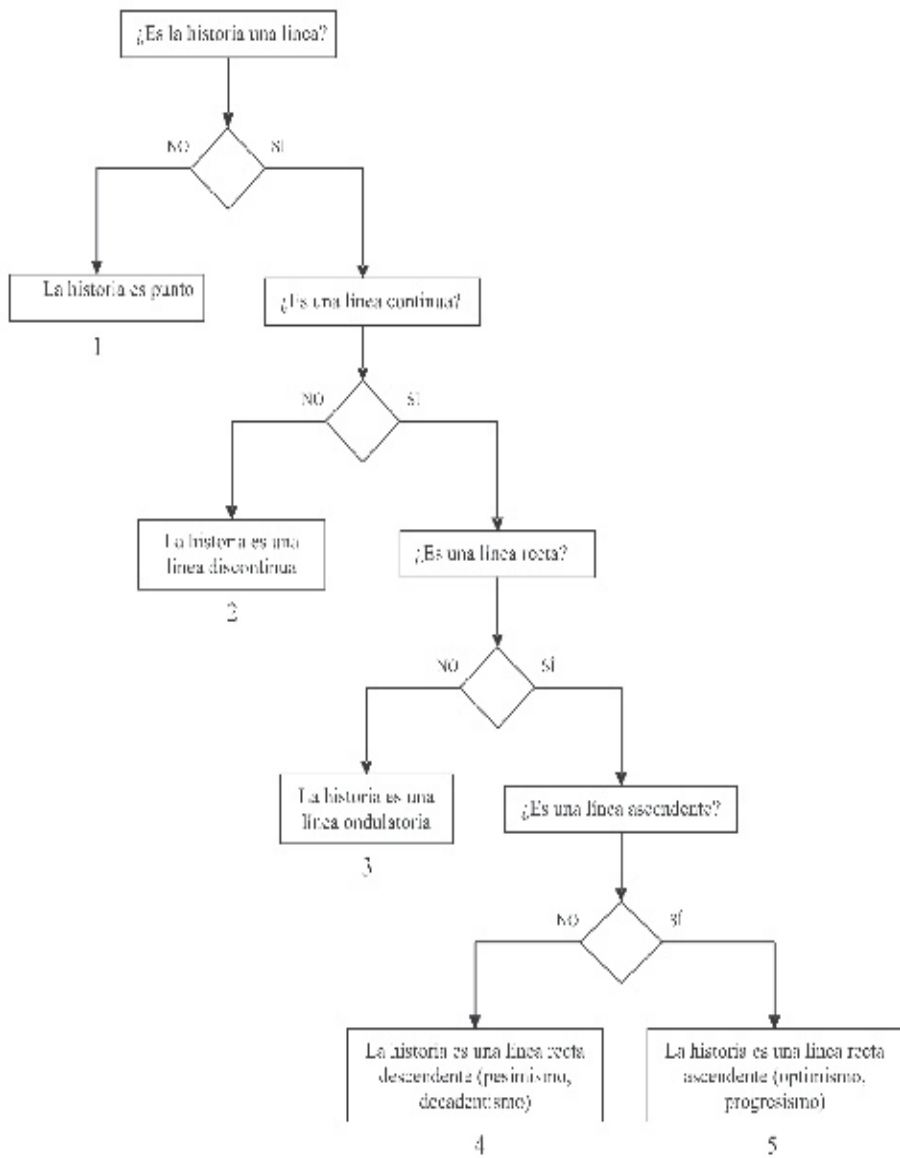 ¿Es la historia una línea?
NO
SÍ
La historia es punto
1
¿Es una línea continua?
NO
SÍ
La historia es una
línea discontinua
2
¿Es una línea recta?
NO
SÍ
La historia es una
línea ondulatoria
3
¿Es una línea ascendente?
NO
SÍ
La historia es una línea recta
descendente (pesimismo,
decadentismo)
4
La historia es una línea recta
ascendente (optimismo,
progresismo)
5